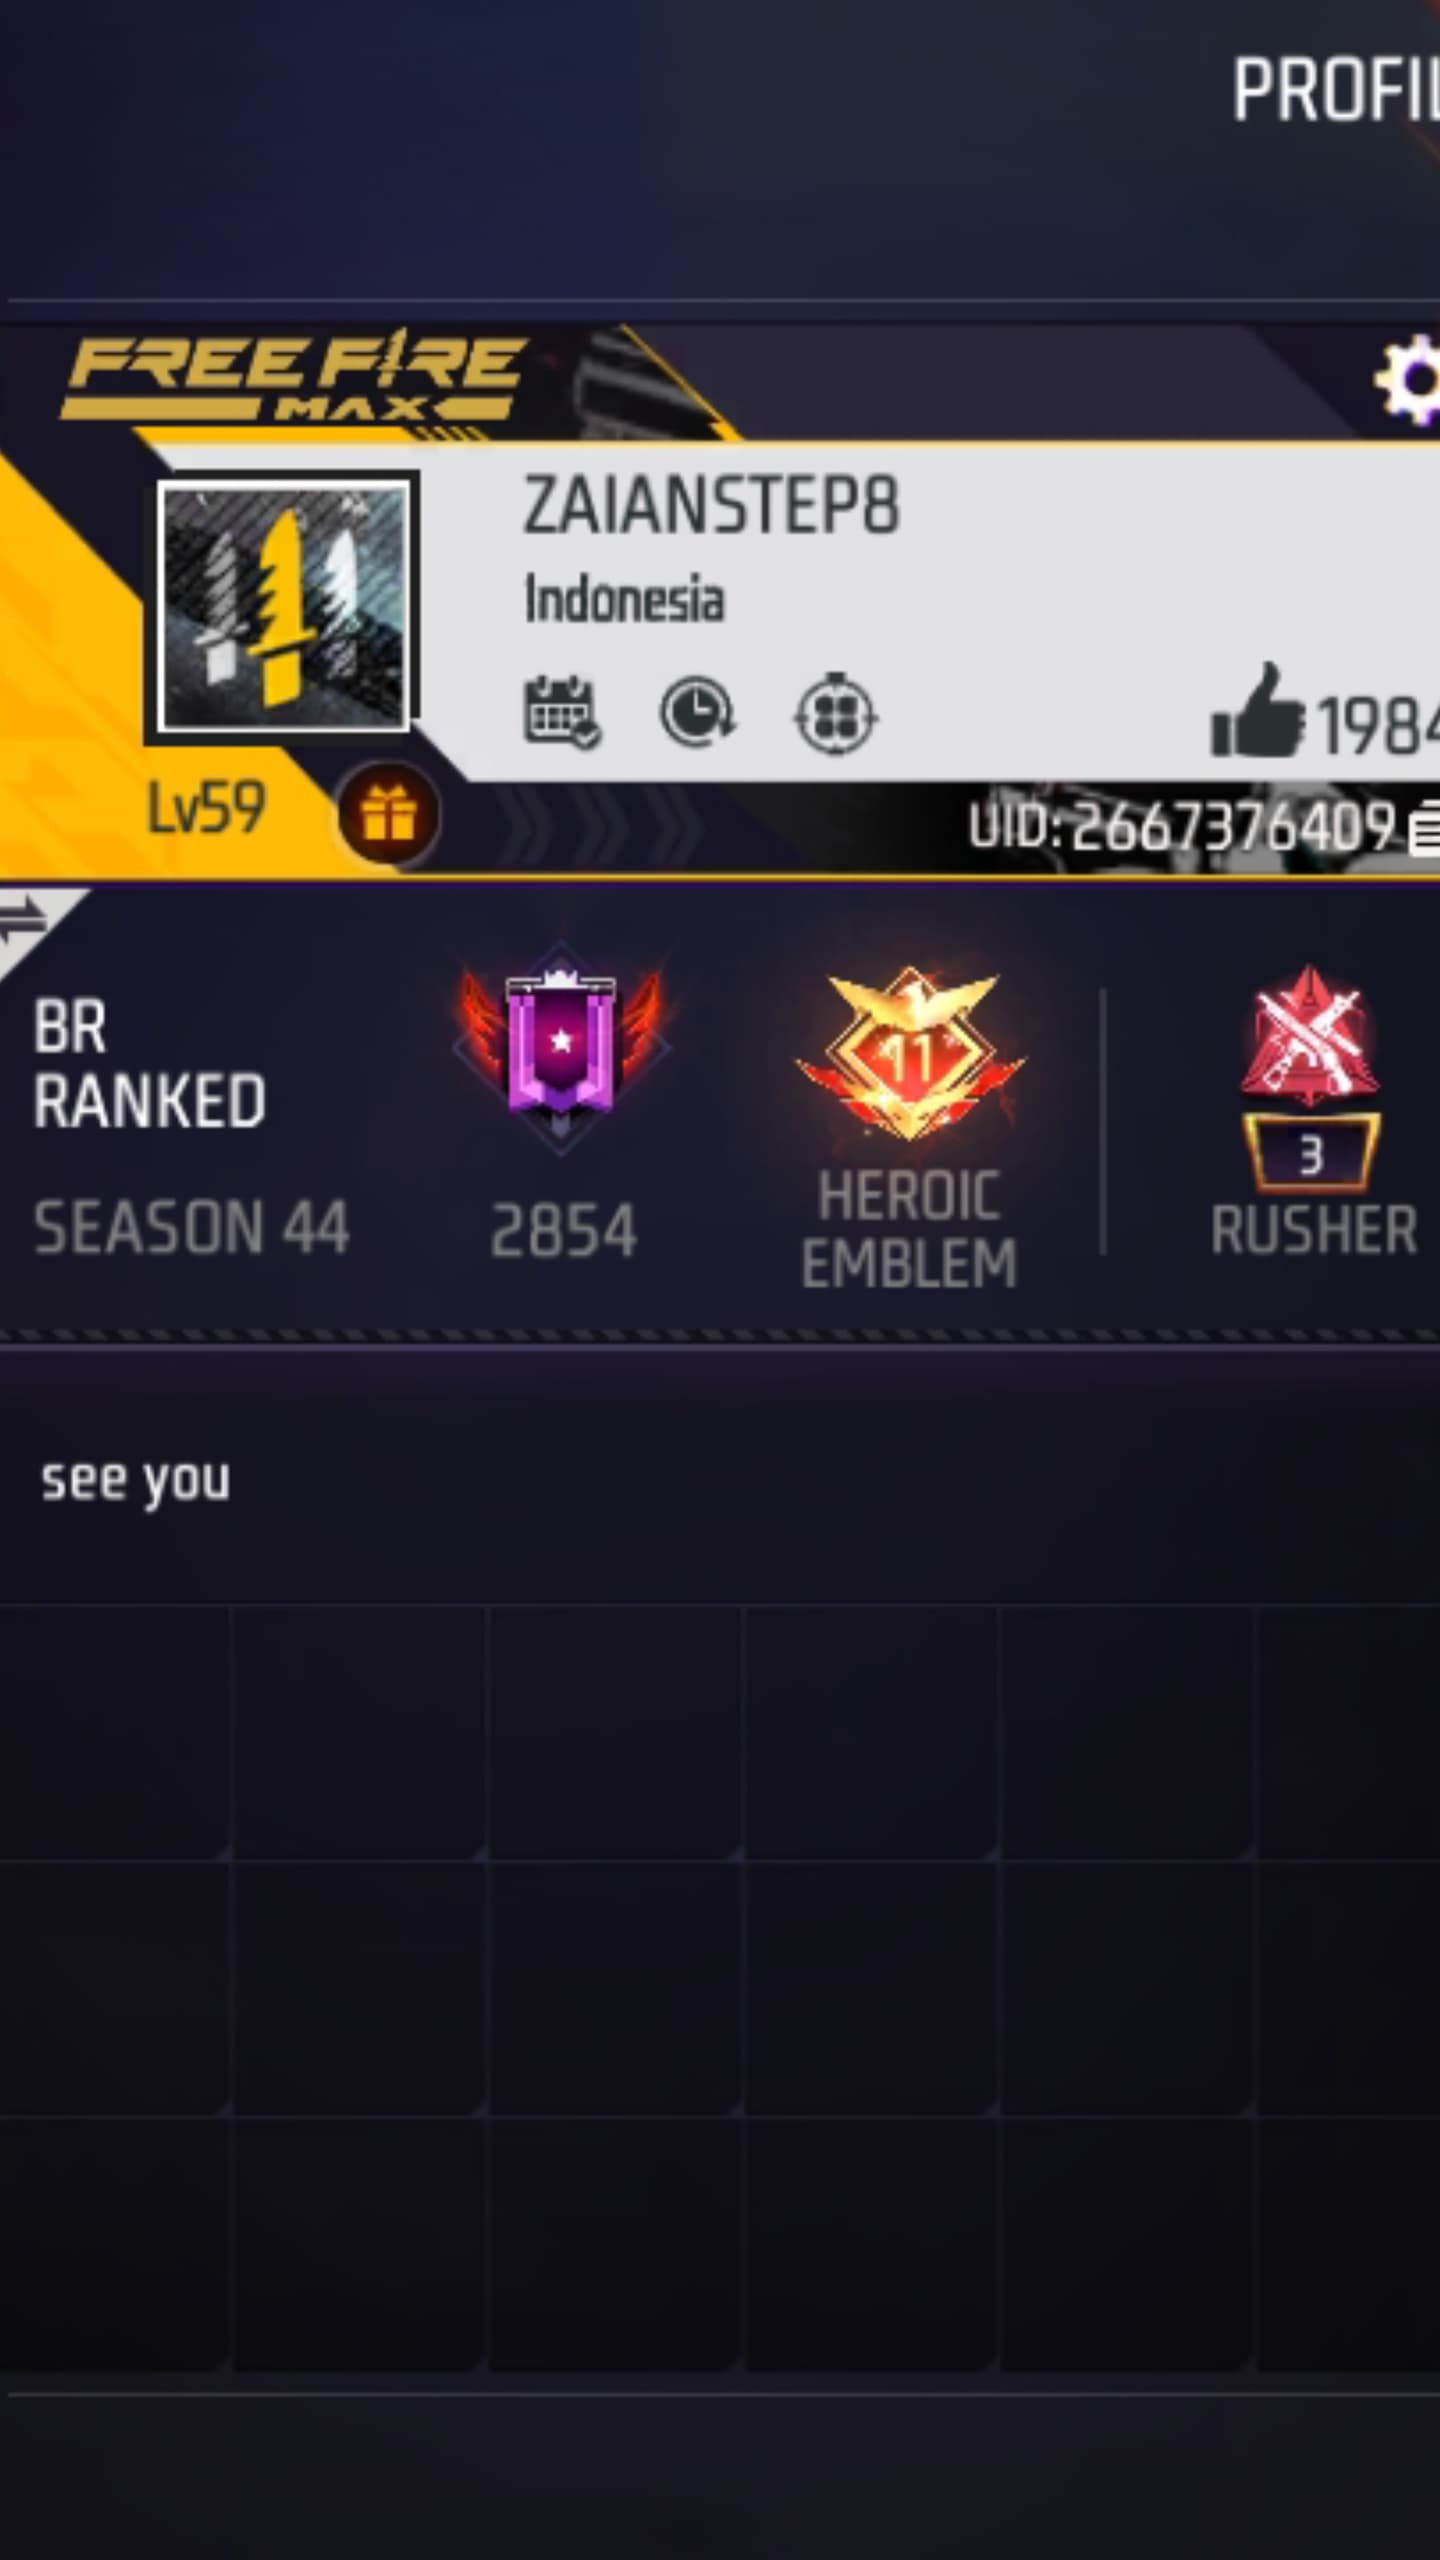 PROFIL
FREE FIRE
MAX
ZAIANSTEP8
Indonesia
1984
Lv59
UID:2667376409
BR
RANKED
11
3
SEASON 44
2854
HEROIC
EMBLEM
RUSHER
see you